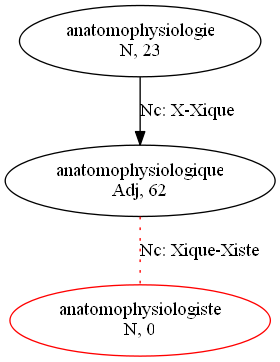 anatomophysiologie
N, 23
Nc: X-Xique
anatomophysiologique
Adj, 62
Nc: Xique-Xiste
anatomophysiologiste
N, 0